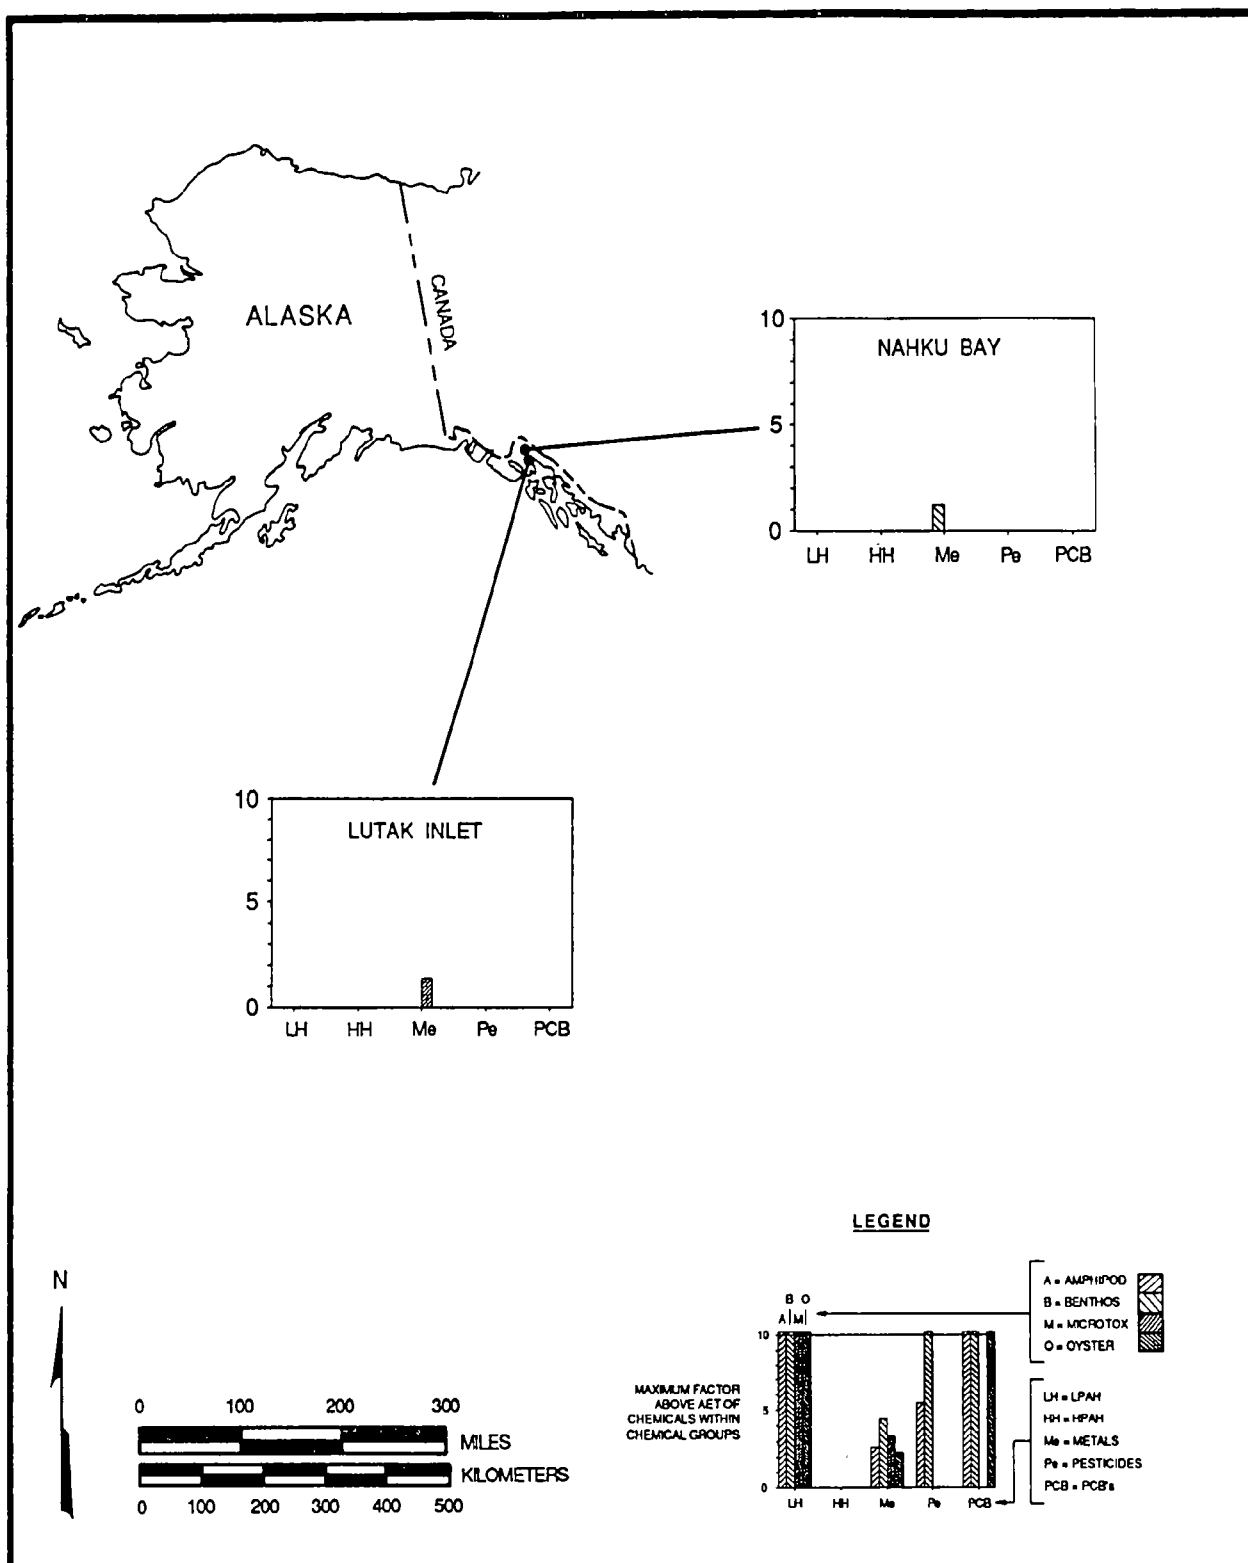 ALASKA
CANADA
10
NAHKU BAY
5
0
LH HH Me Pe PCB
10
LUTAK INLET
5
0
LH HH Me Pe PCB
LEGEND
N
A = AMPHIPOD
B = BENTHOS
M = MICROTOX
O = OYSTER
B O
A M
10
5
0
MAXIMUM FACTOR
ABOVE AET OF
CHEMICALS WITHIN
CHEMICAL GROUPS
LH HH Me Pe PCB
LH = LPAH
HH = HPAH
Me = METALS
Pe = PESTICIDES
PCB = PCB's
0 100 200 300
MILES
KILOMETERS
0 100 200 300 400 500